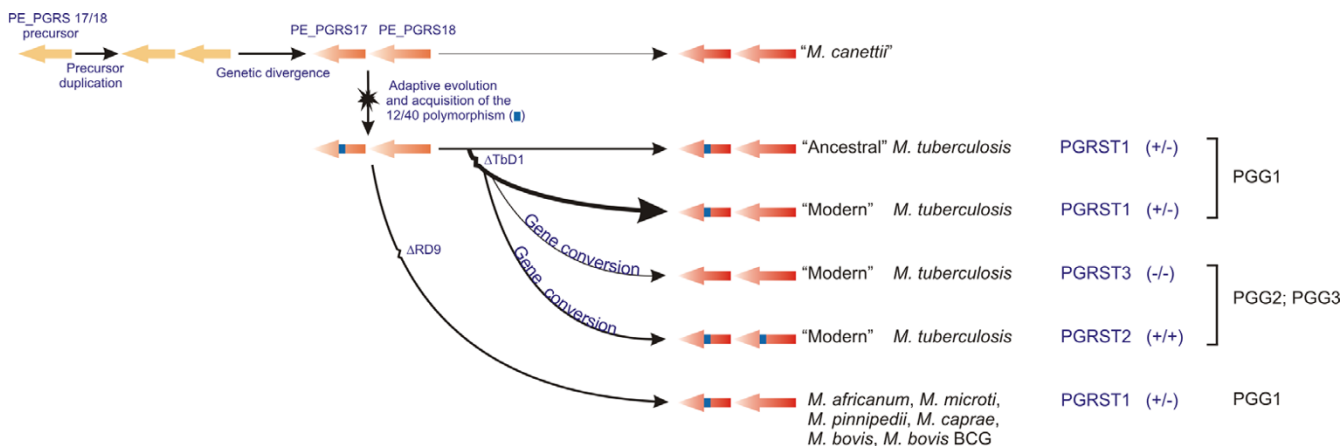 PE_PGRS 17/18
precursor
Precursor
duplication
Genetic divergence
PE_PGRS17
PE_PGRS18
"M. canettii"
Adaptive evolution
and acquisition of the
12/40 polymorphism ( )
ΔTbD1
"Ancestral" M. tuberculosis PGRST1 (+/-)
PGG1
"Modern" M. tuberculosis PGRST1 (+/-)
ΔRD9
Gene conversion
"Modern" M. tuberculosis PGRST3 (-/-)
PGG2; PGG3
Gene conversion
"Modern" M. tuberculosis PGRST2 (+/+)
M. africanum, M. microti,
M. pinnipedii, M. caprae,
M. bovis, M. bovis BCG
PGRST1 (+/-)
PGG1